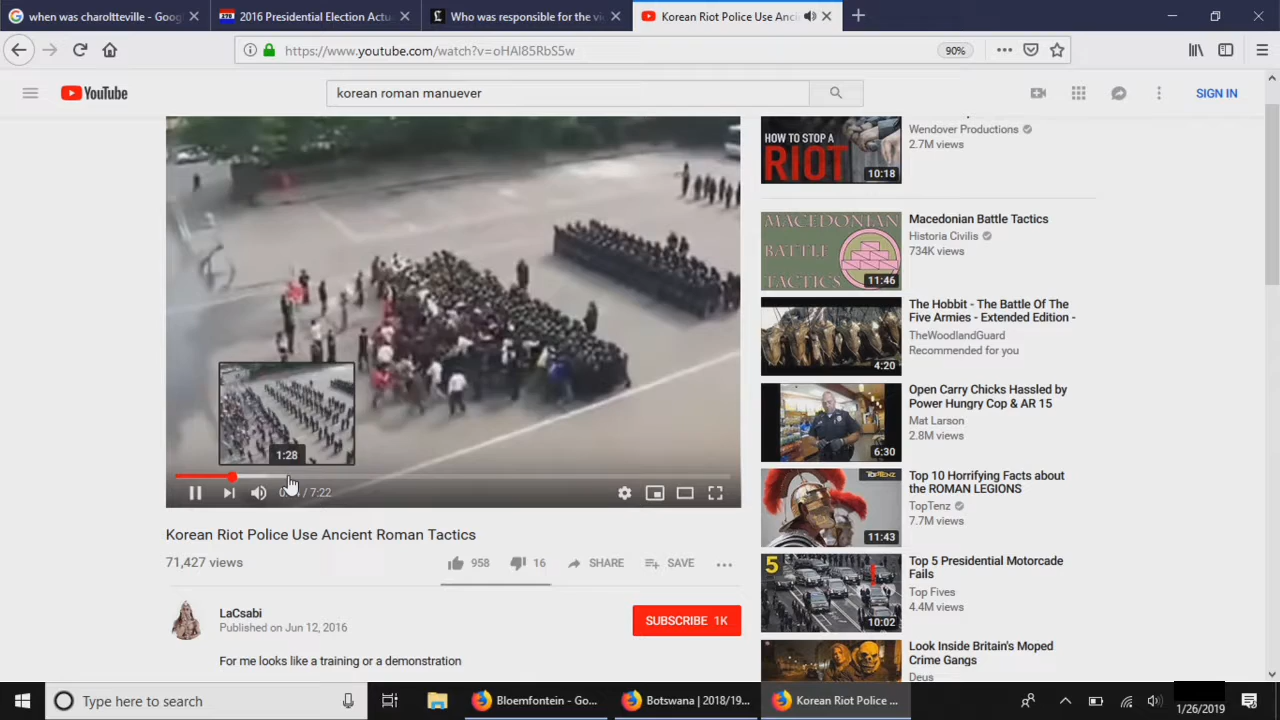 when was charoltteville - Goog
2016 Presidential Election Actu
Who was responsible for the vi
Korean Riot Police Use Anci
https://www.youtube.com/watch?v=oHAl85RbS5w
90%
YouTube
korean roman manuever
SIGN IN
HOW TO STOP A
RIOT
10:18
Wendover Productions
2.7M views
MACEDONIAN
BATTLE
TACTICS
11:46
Macedonian Battle Tactics
Historia Civilis
734K views
4:20
The Hobbit - The Battle Of The
Five Armies - Extended Edition -
TheWoodlandGuard
Recommended for you
6:30
Open Carry Chicks Hassled by
Power Hungry Cop & AR 15
Mat Larson
2.8M views
TOPTENZ
11:43
Top 10 Horrifying Facts about
the ROMAN LEGIONS
TopTenz
7.7M views
5
10:02
Top 5 Presidential Motorcade
Fails
Top Fives
4.4M views
Look Inside Britain's Moped
Crime Gangs
Deus
1:28
/ 7:22
Korean Riot Police Use Ancient Roman Tactics
71,427 views
958
16
SHARE
SAVE
LaCsabi
Published on Jun 12, 2016
SUBSCRIBE 1K
For me looks like a training or a demonstration
Type here to search
Bloemfontein - Go...
Botswana | 2018/19...
Korean Riot Police ...
1/26/2019